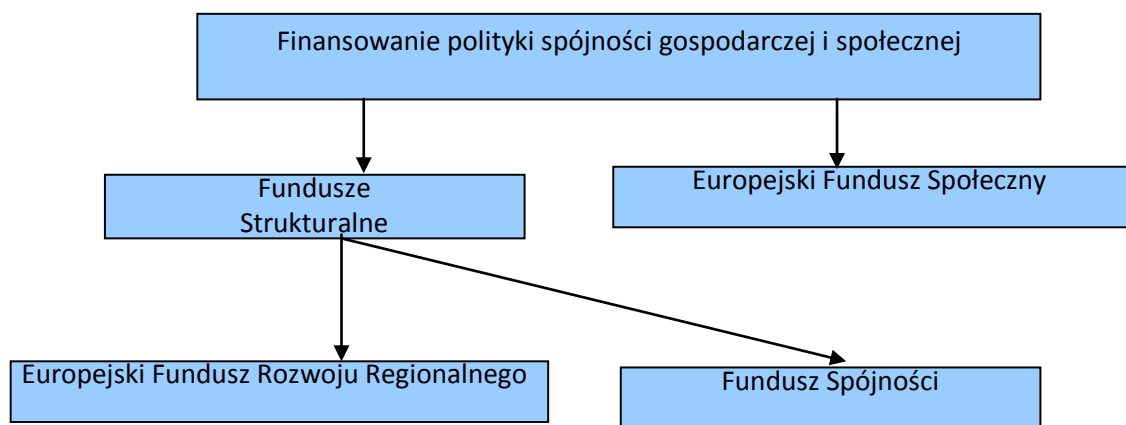 Finansowanie polityki spójności gospodarczej i społecznej
Fundusze
Strukturalne
Europejski Fundusz Społeczny
Europejski Fundusz Rozwoju Regionalnego
Fundusz Spójności